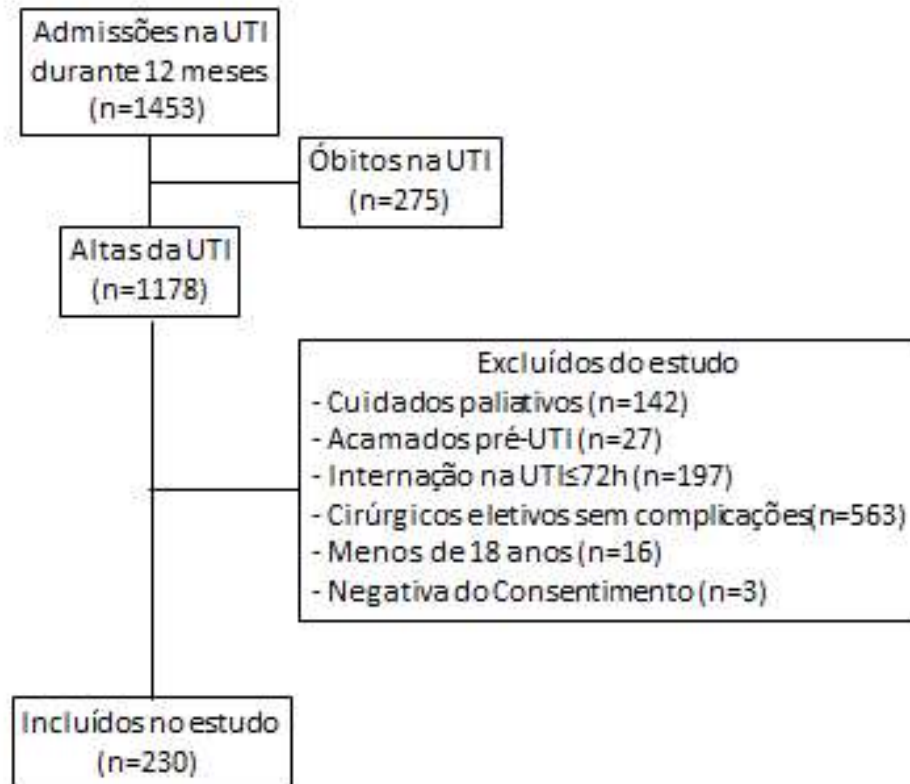 Admissões na UTI
durante 12 meses
(n=1453)
Óbitos na UTI
(n=275)
Altas da UTI
(n=1178)
Excluídos do estudo
- Cuidados paliativos (n=142)
- Acamados pré-UTI (n=27)
- Internação na UTI≤72h (n=197)
- Cirúrgicos eletivos sem complicações(n=563)
- Menos de 18 anos (n=16)
- Negativa do Consentimento (n=3)
Incluídos no estudo
(n=230)